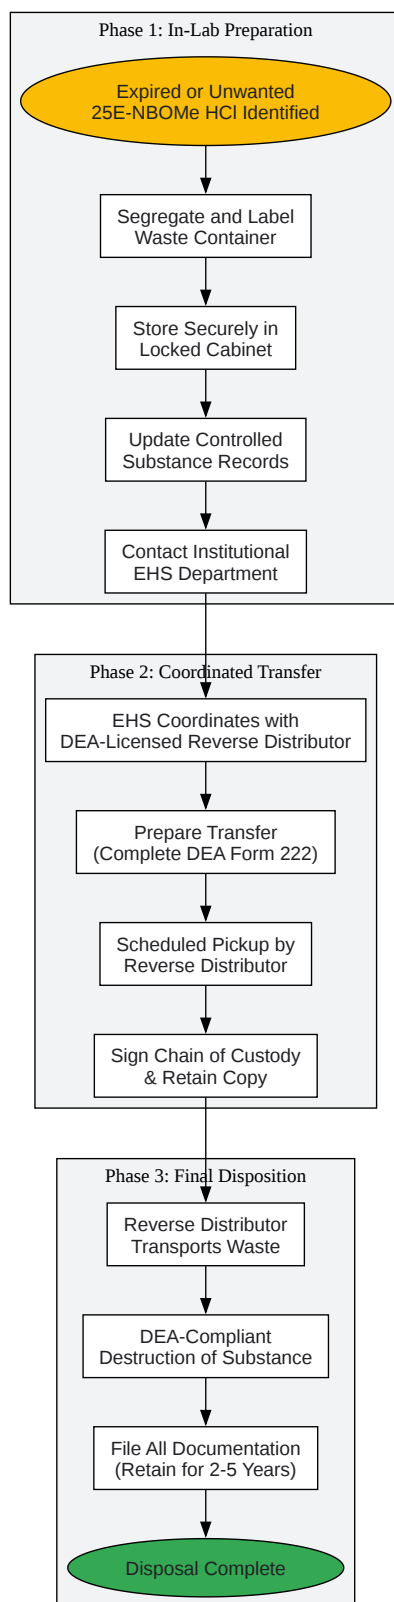 Phase 1: In-Lab Preparation
Expired or Unwanted
25E-NBOMe HCl Identified
Segregate and Label
Waste Container
Store Securely in
Locked Cabinet
Update Controlled
Substance Records
Contact Institutional
EHS Department
Phase 2: Coordinated Transfer
EHS Coordinates with
DEA-Licensed Reverse Distributor
Prepare Transfer
(Complete DEA Form 222)
Scheduled Pickup by
Reverse Distributor
Sign Chain of Custody
& Retain Copy
Phase 3: Final Disposition
Reverse Distributor
Transports Waste
DEA-Compliant
Destruction of Substance
File All Documentation
(Retain for 2-5 Years)
Disposal Complete